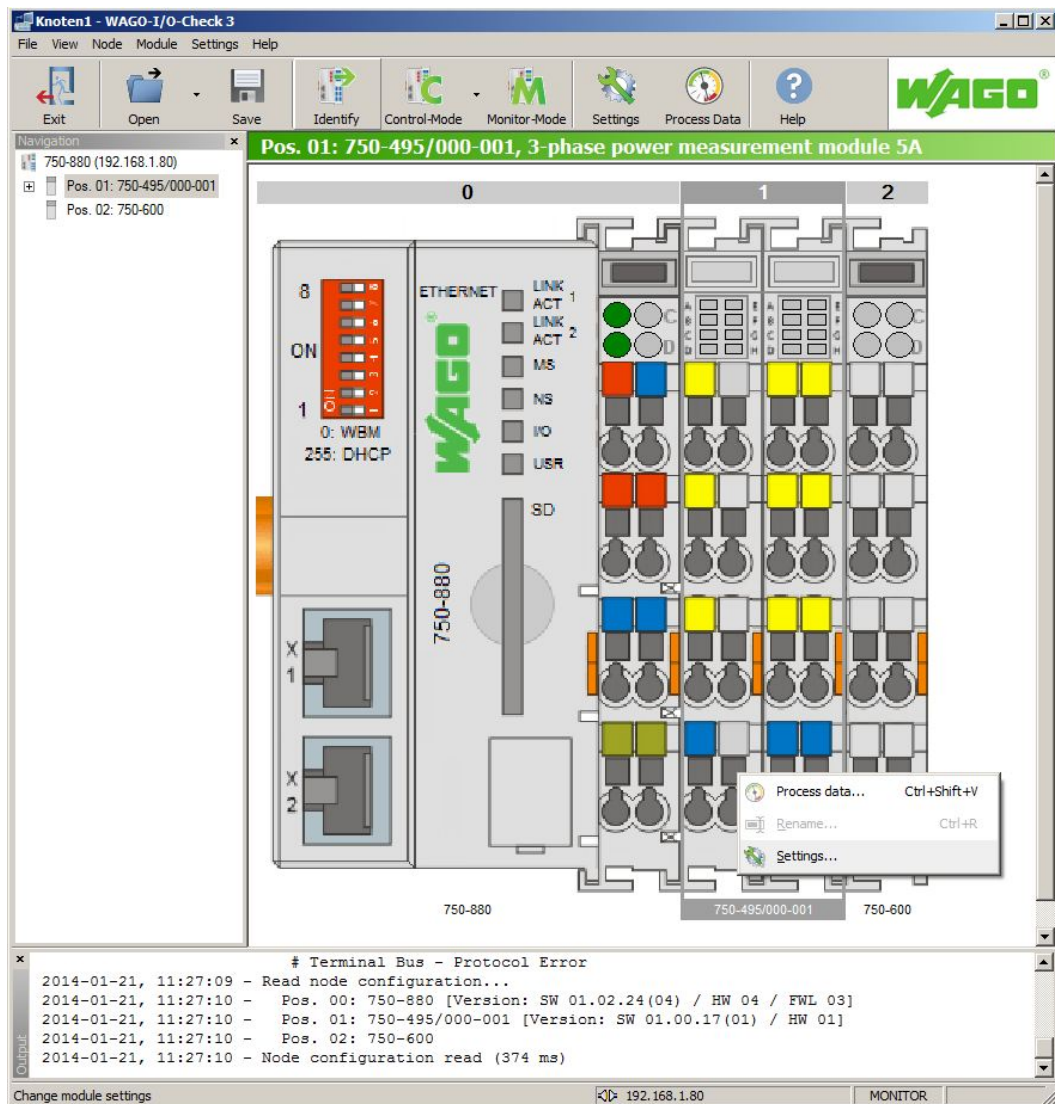 Knoten1 - WAGO-I/O-Check 3
File View Node Module Settings Help
Exit Open Save Identify Control-Mode Monitor-Mode Settings Process Data Help
WAGO®
Navigation
750-880 (192.168.1.80)
Pos. 01: 750-495/000-001
Pos. 02: 750-600
Pos. 01: 750-495/000-001, 3-phase power measurement module 5A
0 1 2
8
ON
1
0: WBM
255: DHCP
8
7
6
5
4
3
2
1
ON
ETHERNET
LINK
ACT 1
LINK
ACT 2
MS
NS
I/O
USR
SD
WAGO
750-880
X
1
X
2
C
D
A E
B F
C G
D H
A E
B F
C G
D H
C
D
Process data... Ctrl+Shift+V
Rename... Ctrl+R
Settings...
750-880 750-495/000-001 750-600
Output
# Terminal Bus - Protocol Error
2014-01-21, 11:27:09 - Read node configuration...
2014-01-21, 11:27:10 - Pos. 00: 750-880 [Version: SW 01.02.24(04) / HW 04 / FWL 03]
2014-01-21, 11:27:10 - Pos. 01: 750-495/000-001 [Version: SW 01.00.17(01) / HW 01]
2014-01-21, 11:27:10 - Pos. 02: 750-600
2014-01-21, 11:27:10 - Node configuration read (374 ms)
Change module settings 192.168.1.80 MONITOR